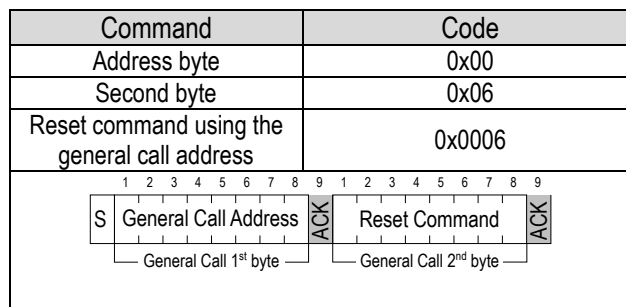 Command Code
Address byte 0x00
Second byte 0x06
Reset command using the
general call address 0x0006
1 2 3 4 5 6 7 8 9 1 2 3 4 5 6 7 8 9
S General Call Address ACK Reset Command ACK
General Call 1st byte General Call 2nd byte